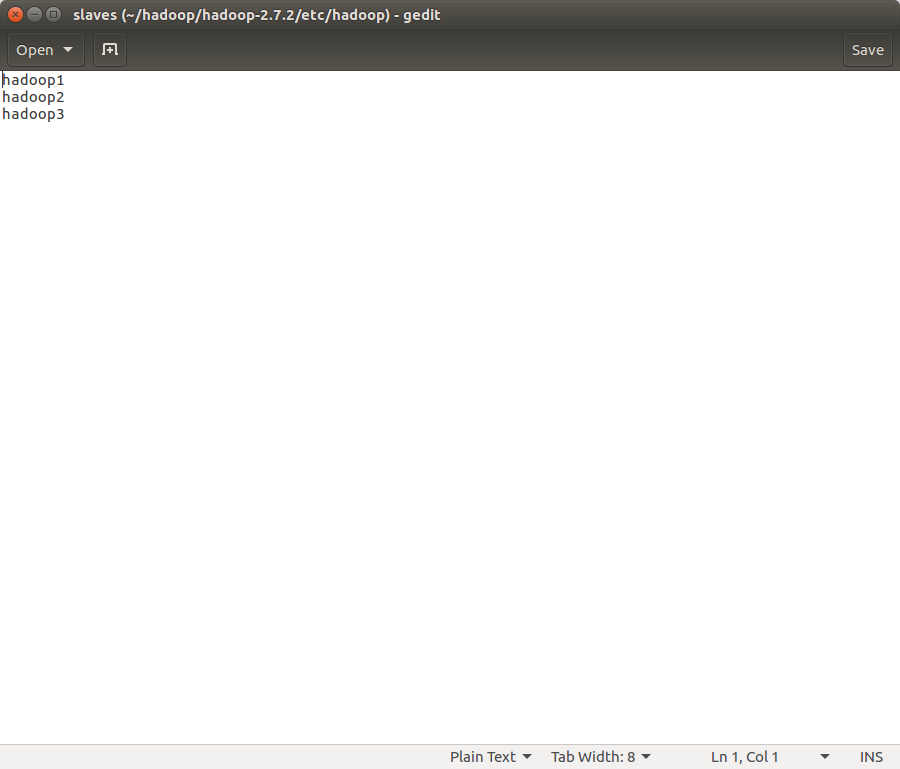 slaves (~/hadoop/hadoop-2.7.2/etc/hadoop) - gedit
Open Save
hadoop1
hadoop2
hadoop3
Plain Text Tab Width: 8 Ln 1, Col 1 INS